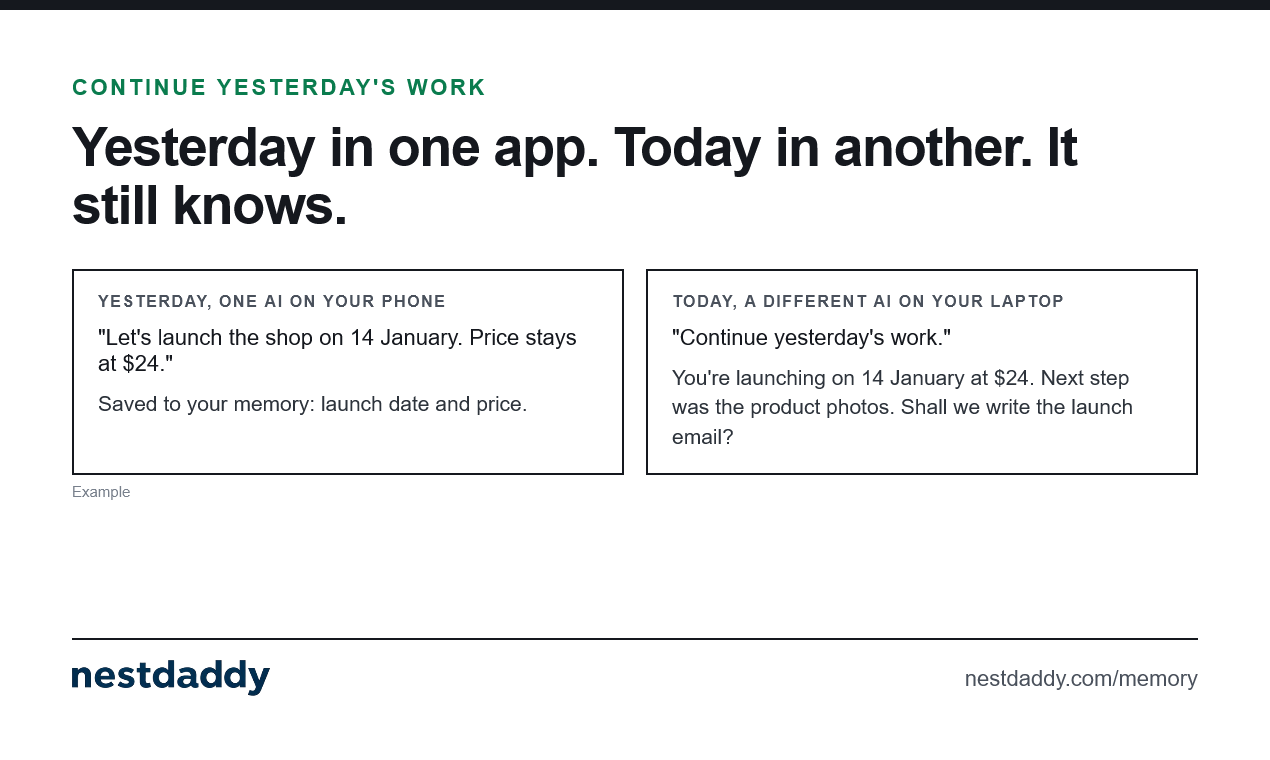 CONTINUE YESTERDAY'S WORK
Yesterday in one app. Today in another. It
still knows.
YESTERDAY, ONE AI ON YOUR PHONE
"Let's launch the shop on 14 January. Price stays
at $24."
Saved to your memory: launch date and price.
TODAY, A DIFFERENT AI ON YOUR LAPTOP
"Continue yesterday's work."
You're launching on 14 January at $24. Next step
was the product photos. Shall we write the launch
email?
Example
nestdaddy
nestdaddy.com/memory